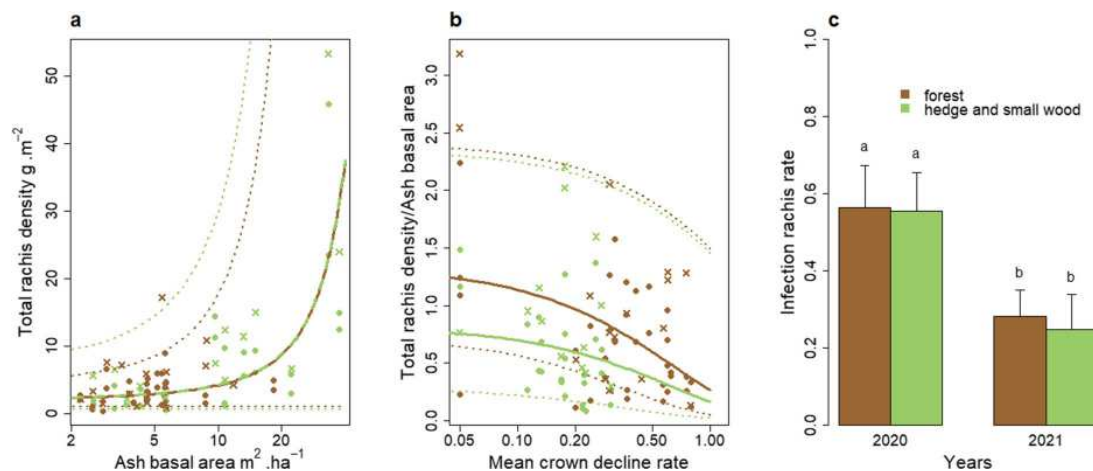 a
Total rachis density g .m⁻²
50
40
30
20
10
0
2
5
10
20
Ash basal area m² .ha⁻¹
b
Total rachis density/Ash basal area
3.0
2.5
2.0
1.5
1.0
0.5
0.0
0.05
0.10
0.20
0.50
1.00
Mean crown decline rate
c
Infection rachis rate
1.0
0.8
0.6
0.4
0.2
0.0
forest
hedge and small wood
a
a
b
b
2020
2021
Years